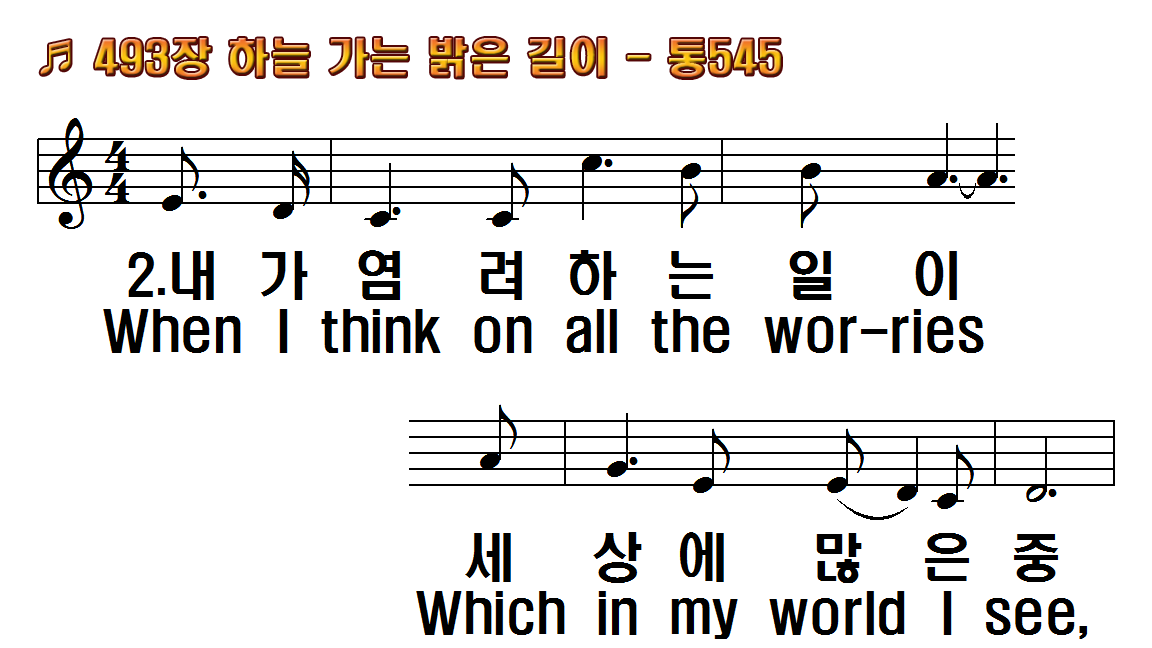 ♬ 493장 하늘 가는 밝은 길이 - 통545
4
4
2.내 가 염 려 하 는 일 이
When I think on all the wor-ries
세 상 에 많 은 중
Which in my world I see,